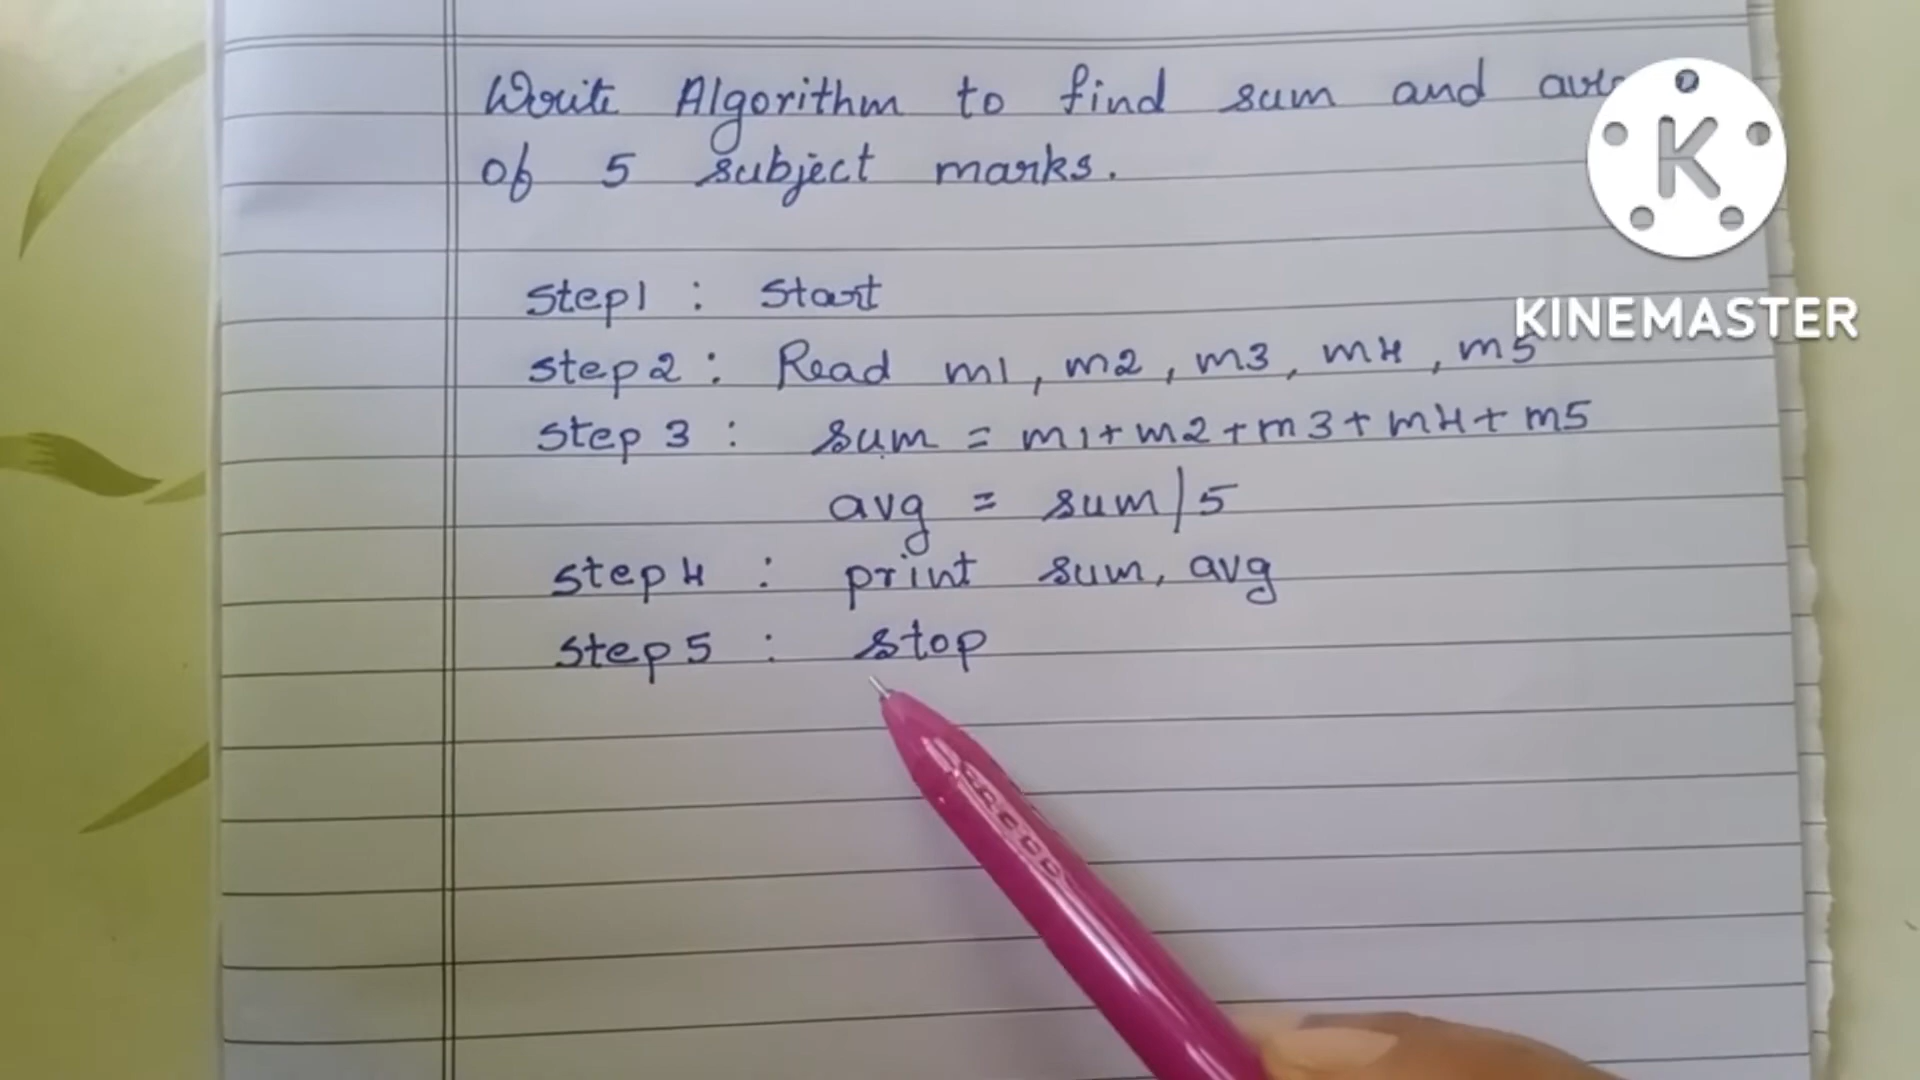 Write Algorithm to find sum and
of 5 subject marks.
Step1 : Start
Step2 : Read m1, m2, m3, m4, m5
Step 3 : sum = m1+m2+m3+m4+m5
avg = sum/5
Step4 : print sum, avg
Step5 : stop
K
KINEMASTER